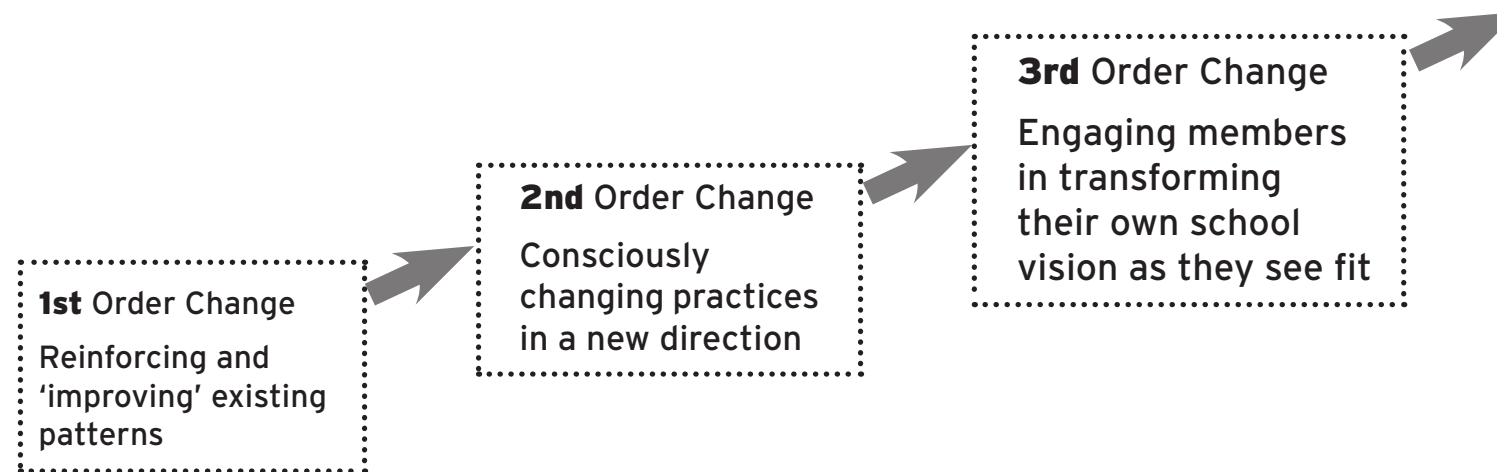 1st Order Change
Reinforcing and
‘improving’ existing
patterns
2nd Order Change
Consciously
changing practices
in a new direction
3rd Order Change
Engaging members
in transforming
their own school
vision as they see fit